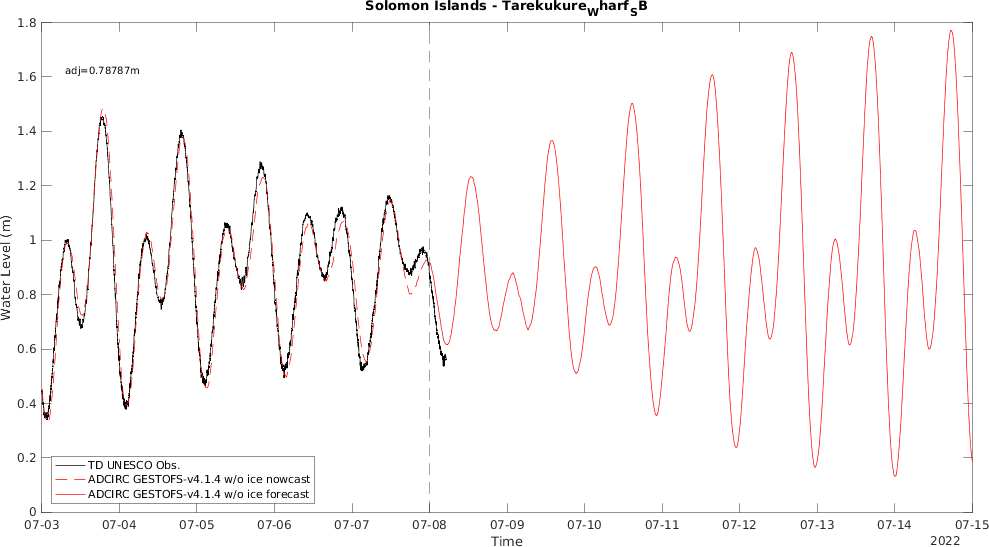 Solomon Islands - TarekukureWharfSB
1.8
adj=0.78787m
1.6
1.4
1.2
1
0.8
0.6
0.4
0.2
0
Water Level (m)
TD UNESCO Obs.
ADCIRC GESTOFS-v4.1.4 w/o ice nowcast
ADCIRC GESTOFS-v4.1.4 w/o ice forecast
07-03 07-04 07-05 07-06 07-07 07-08 07-09 07-10 07-11 07-12 07-13 07-14 07-15
Time
2022